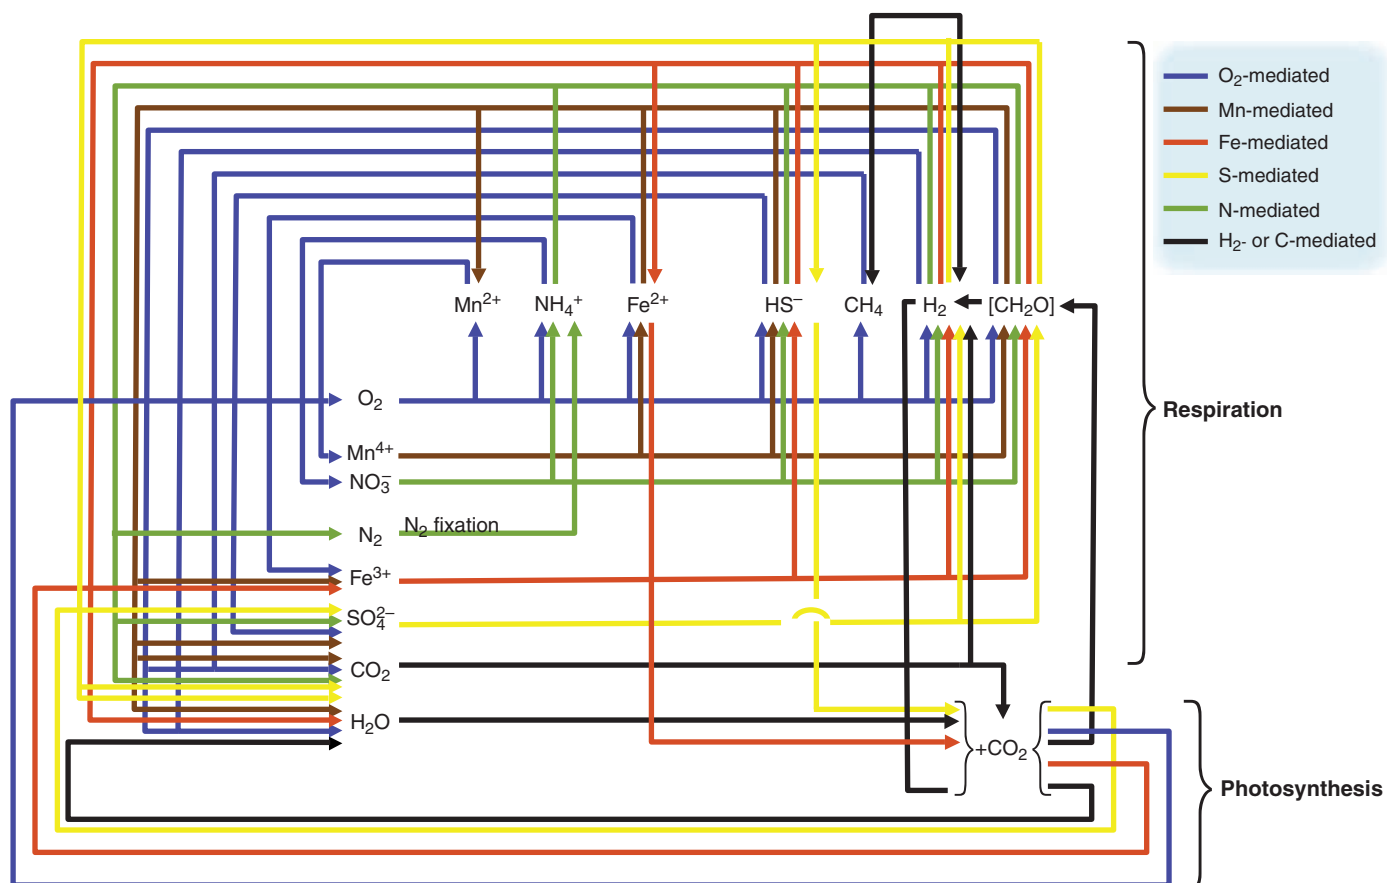 O₂-mediated
Mn-mediated
Fe-mediated
S-mediated
N-mediated
H₂- or C-mediated
Mn²⁺ NH₄⁺ Fe²⁺ HS⁻ CH₄ H₂ [CH₂O]
O₂
Respiration
Mn⁴⁺
NO₃⁻
N₂ N₂ fixation
Fe³⁺
SO₄²⁻
CO₂
H₂O
+CO₂
Photosynthesis